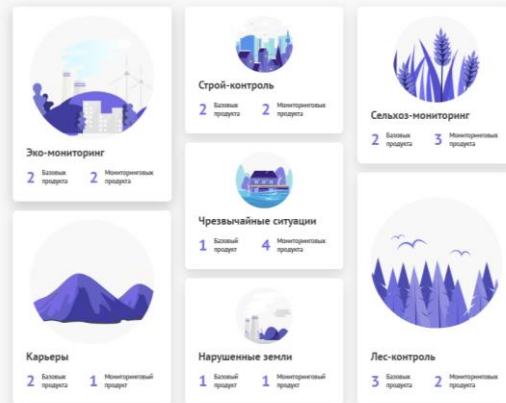 Эко-мониторинг
2 Базовых продукта 2 Мониторинговых продукта
Карьеры
2 Базовых продукта 1 Мониторинговый продукт
Строй-контроль
2 Базовых продукта 2 Мониторинговых продукта
Чрезвычайные ситуации
1 Базовый продукт 4 Мониторинговых продукта
Нарушенные земли
1 Базовый продукт 1 Мониторинговый продукт
Сельхоз-мониторинг
2 Базовых продукта 3 Мониторинговых продукта
Лес-контроль
3 Базовых продукта 2 Мониторинговых продукта